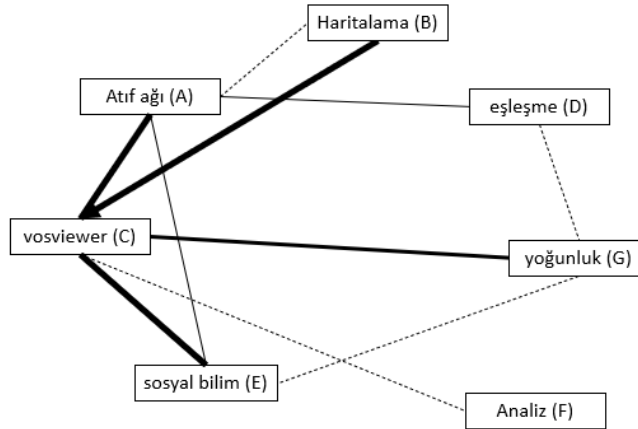 Haritalama (B)
Atıf ağı (A)
eşleşme (D)
vosviewer (C)
yoğunluk (G)
sosyal bilim (E)
Analiz (F)